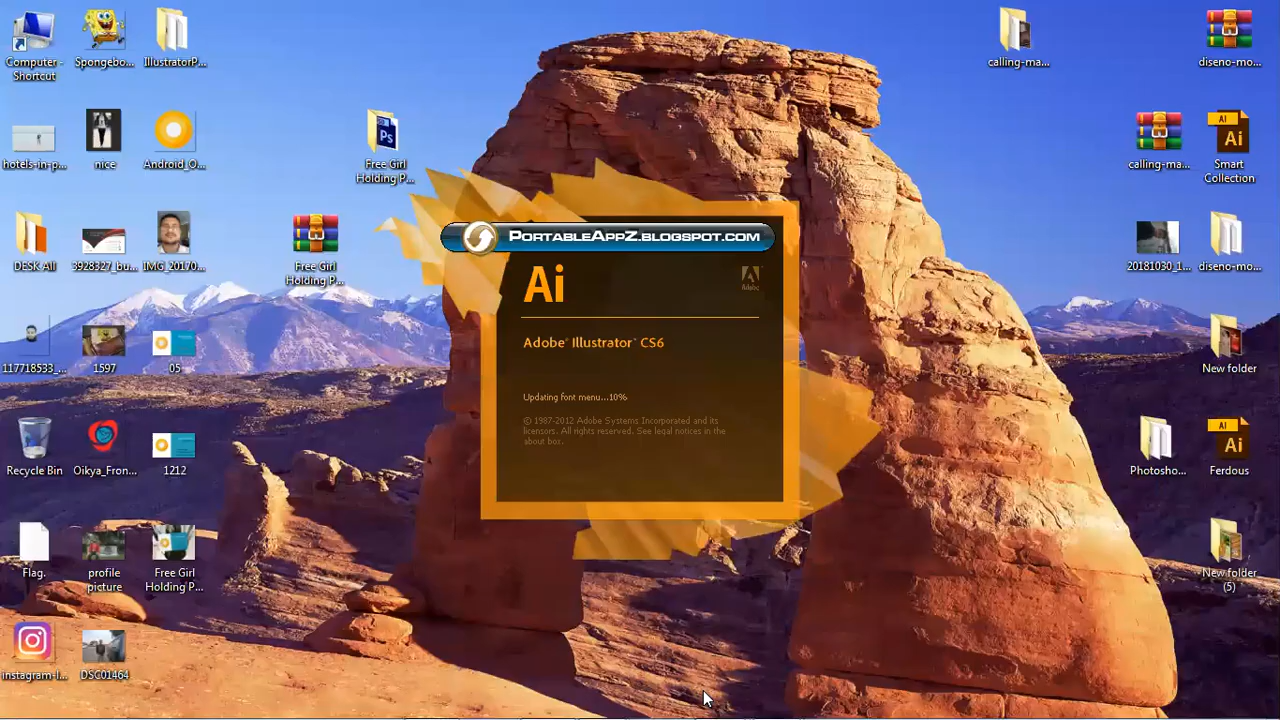 Computer - Shortcut
Spongebo...
IllustratorP...
calling-ma...
diseno-mo...
hotels-in-p...
nice
Android_O...
Free Girl
Holding P...
calling-ma...
Smart
Collection
DESK All
3928327_bu...
IMG_20170...
Free Girl
Holding P...
20181030_1...
diseno-mo...
PORTABLEAPPZ.BLOGSPOT.COM
Ai
Adobe
Adobe® Illustrator® CS6
Updating font menu...10%
© 1987-2012 Adobe Systems Incorporated and its
licensors. All rights reserved. See legal notices in the
about box.
117718533_...
1597
05
New folder
Recycle Bin
Oikya_Fron...
1212
Photosho...
Ferdous
Flag.
profile
picture
Free Girl
Holding P...
New folder
(5)
instagram-l...
DSC01464
Ps
Ai
Ai